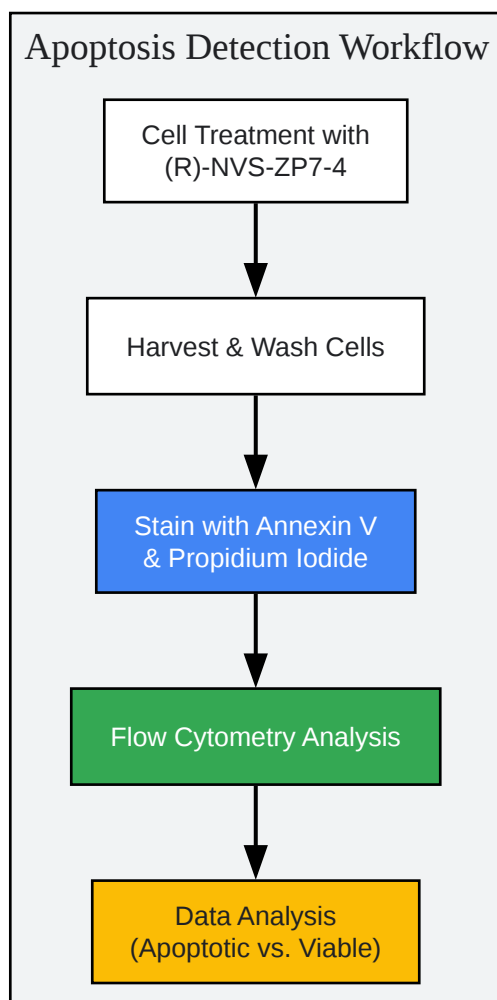 Apoptosis Detection Workflow
Cell Treatment with
(R)-NVS-ZP7-4
Harvest & Wash Cells
Stain with Annexin V
& Propidium Iodide
Flow Cytometry Analysis
Data Analysis
(Apoptotic vs. Viable)